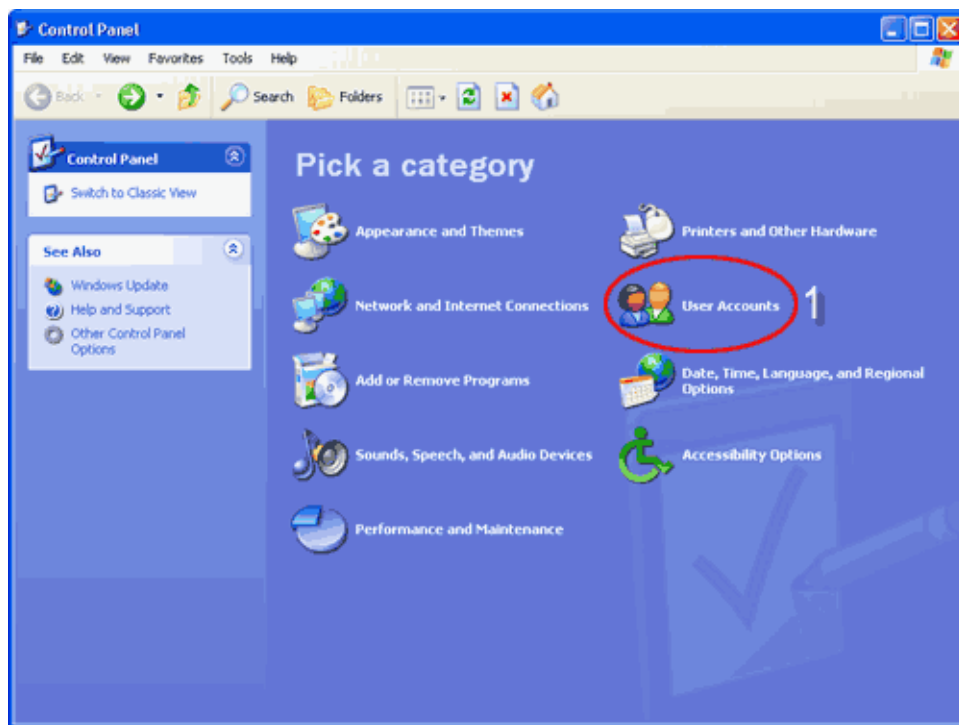 Control Panel
File Edit View Favorites Tools Help
Back Search Folders
Control Panel
Switch to Classic View
See Also
Windows Update
Help and Support
Other Control Panel
Options
Pick a category
Appearance and Themes
Printers and Other Hardware
Network and Internet Connections
User Accounts 1
Add or Remove Programs
Date, Time, Language, and Regional
Options
Sounds, Speech, and Audio Devices
Accessibility Options
Performance and Maintenance